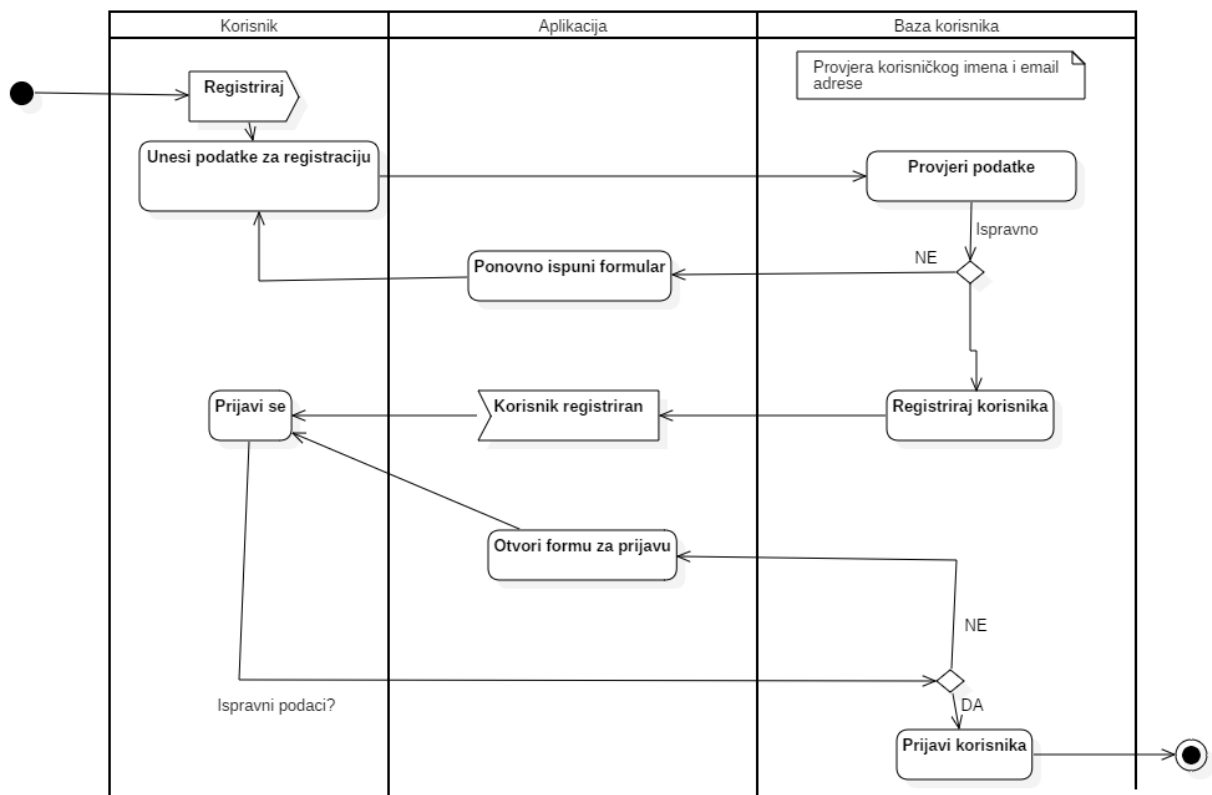 Korisnik
Aplikacija
Baza korisnika
Registriraj
Provjera korisničkog imena i email
adrese
Unesi podatke za registraciju
Provjeri podatke
Ispravno
NE
Ponovno ispuni formular
Prijavi se
Korisnik registriran
Registriraj korisnika
Otvori formu za prijavu
NE
Ispravni podaci?
DA
Prijavi korisnika